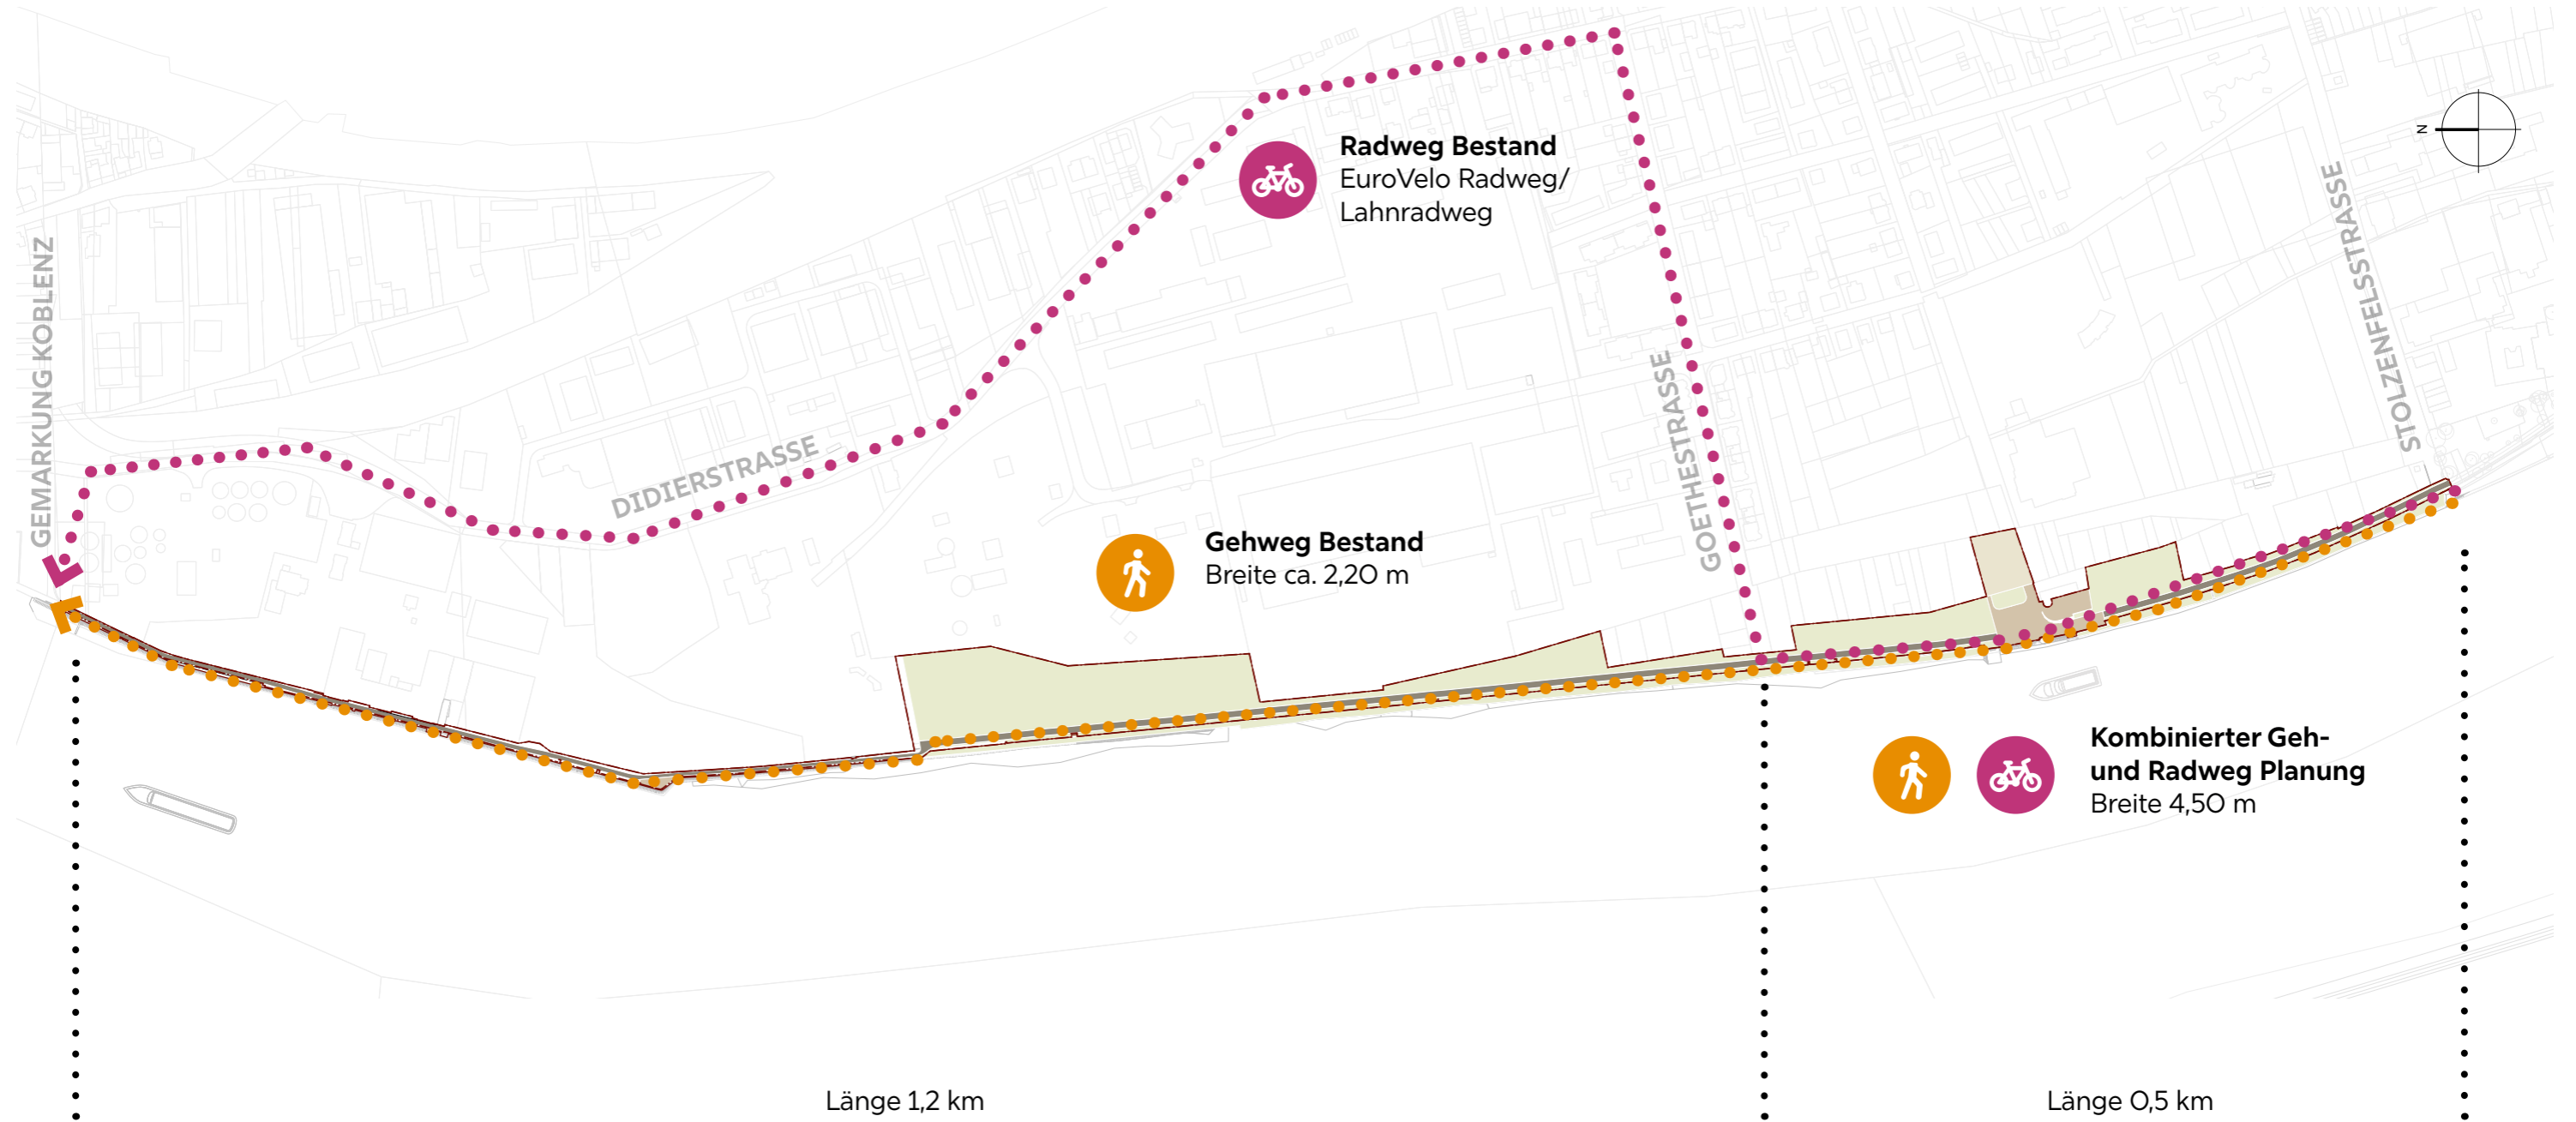 Radweg Bestand
EuroVelo Radweg/
Lahnradweg
N
STOLZENFELSSTRASSE
GEMARKUNG KOBLENZ
GOETHESTRASSE
DIDIERSTRASSE
Gehweg Bestand
Breite ca. 2,20 m
Kombinierter Geh-
und Radweg Planung
Breite 4,50 m
Länge 1,2 km
Länge 0,5 km